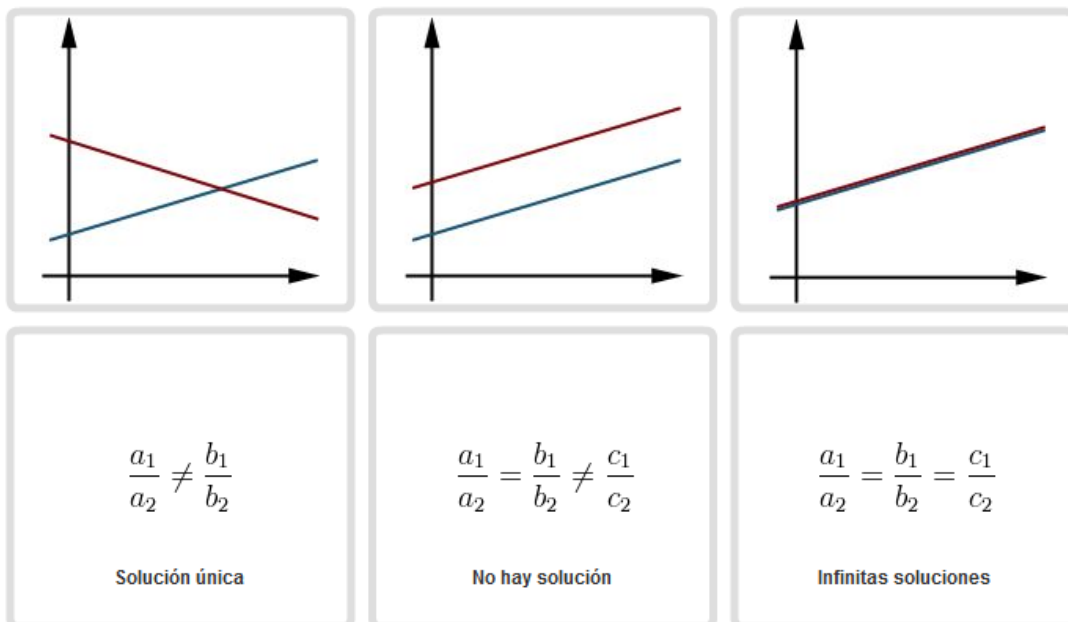 a₁/a₂ ≠ b₁/b₂
a₁/a₂ = b₁/b₂ ≠ c₁/c₂
a₁/a₂ = b₁/b₂ = c₁/c₂
Solución única
No hay solución
Infinitas soluciones